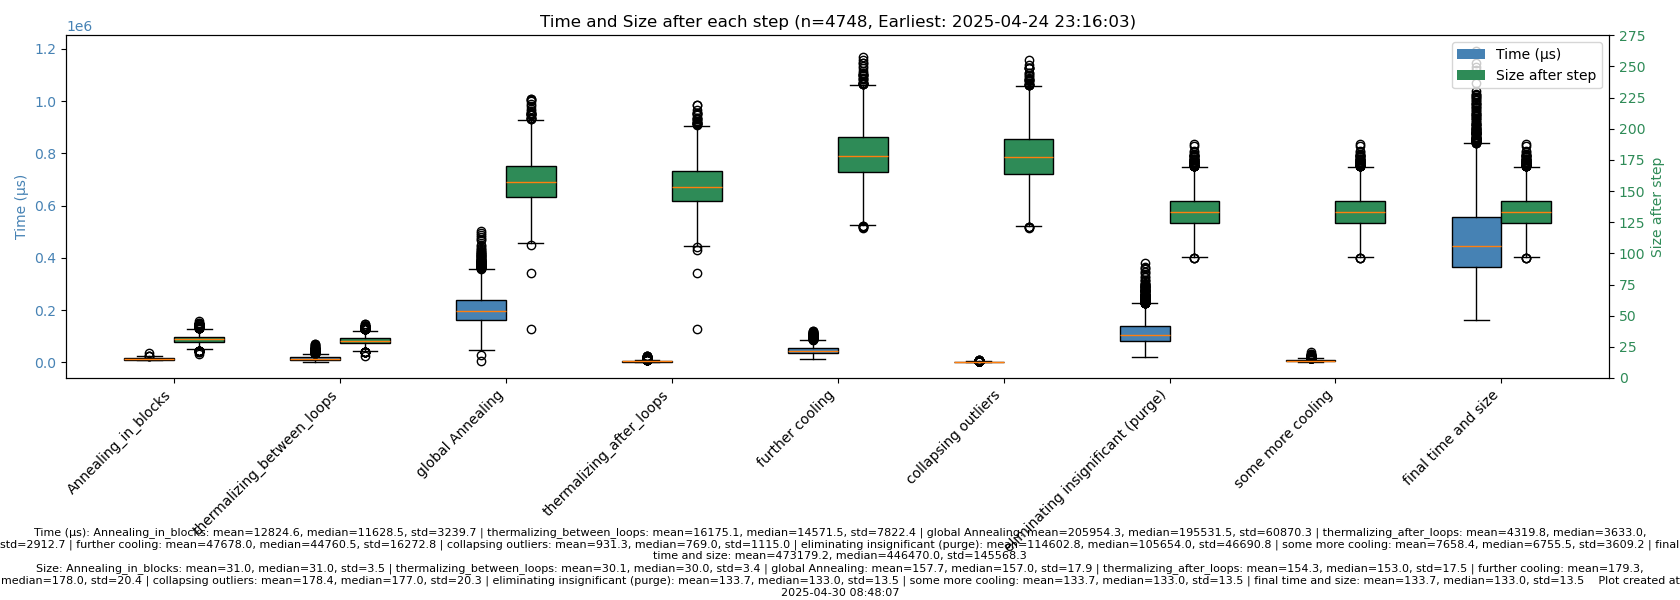 Time and Size after each step (n=4748, Earliest: 2025-04-24 23:16:03)
1e6
1.2
1.0
0.8
0.6
0.4
0.2
0.0
Time (µs)
275
250
225
200
175
150
125
100
75
50
25
0
Size after step
Time (µs)
Size after step
Annealing_in_blocks
thermalizing_between_loops
global Annealing
thermalizing_after_loops
further cooling
collapsing outliers
eliminating insignificant (purge)
some more cooling
final time and size
Time (µs): Annealing_in_blocks: mean=12824.6, median=11628.5, std=3239.7 | thermalizing_between_loops: mean=16175.1, median=14571.5, std=7822.4 | global Annealing: mean=205954.3, median=195531.5, std=60870.3 | thermalizing_after_loops: mean=4319.8, median=3633.0,
std=2912.7 | further cooling: mean=47678.0, median=44760.5, std=16272.8 | collapsing outliers: mean=931.3, median=769.0, std=1115.0 | eliminating insignificant (purge): mean=114602.8, median=105654.0, std=46690.8 | some more cooling: mean=7658.4, median=6755.5, std=3609.2 | final
time and size: mean=473179.2, median=446470.0, std=145568.3
Size: Annealing_in_blocks: mean=31.0, median=31.0, std=3.5 | thermalizing_between_loops: mean=30.1, median=30.0, std=3.4 | global Annealing: mean=157.7, median=157.0, std=17.9 | thermalizing_after_loops: mean=154.3, median=153.0, std=17.5 | further cooling: mean=179.3,
median=178.0, std=20.4 | collapsing outliers: mean=178.4, median=177.0, std=20.3 | eliminating insignificant (purge): mean=133.7, median=133.0, std=13.5 | some more cooling: mean=133.7, median=133.0, std=13.5 | final time and size: mean=133.7, median=133.0, std=13.5 Plot created at
2025-04-30 08:48:07